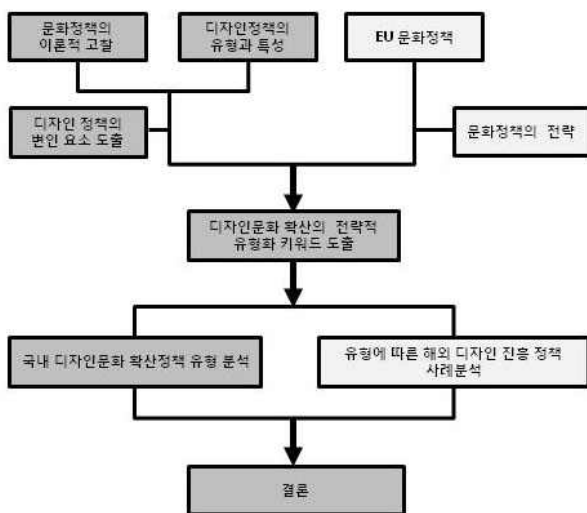 문화정책의
이론적 고찰
디자인정책의
유형과 특성
EU 문화정책
디자인 정책의
변인 요소 도출
문화정책의 전략
디자인문화 확산의 전략적
유형화 키워드 도출
국내 디자인문화 확산정책 유형 분석
유형에 따른 해외 디자인 진흥 정책
사례분석
결론